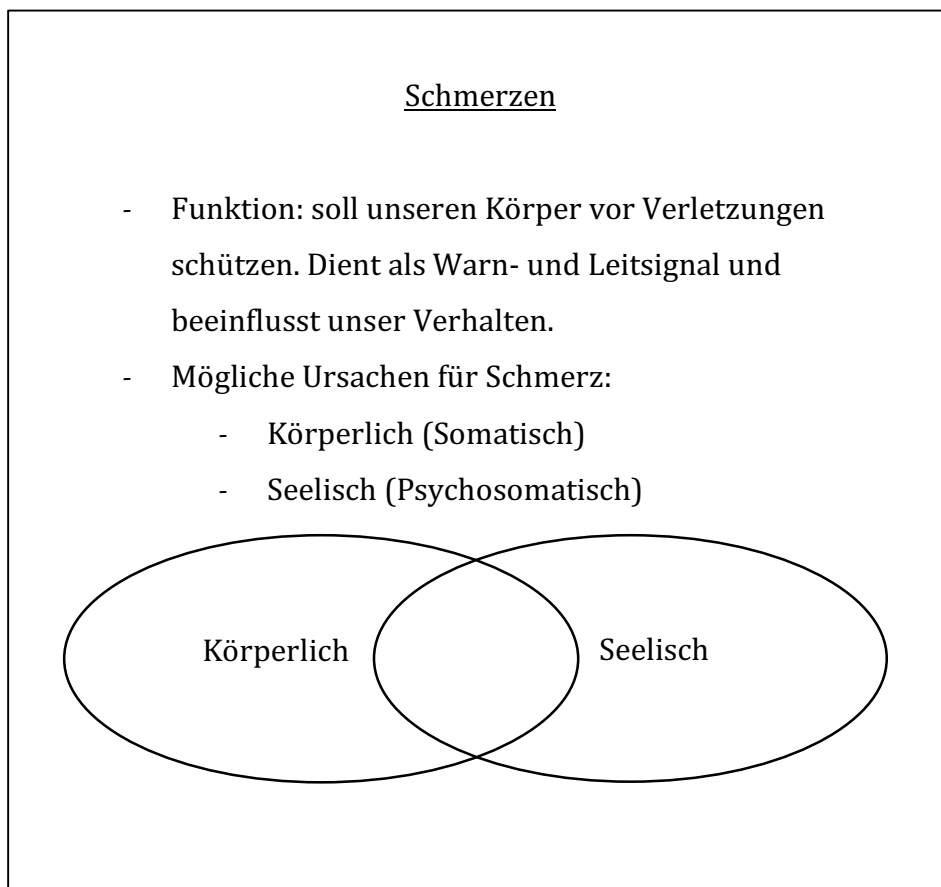 Schmerzen
- Funktion: soll unseren Körper vor Verletzungen
schützen. Dient als Warn- und Leitsignal und
beeinflusst unser Verhalten.
- Mögliche Ursachen für Schmerz:
- Körperlich (Somatisch)
- Seelisch (Psychosomatisch)
Körperlich Seelisch